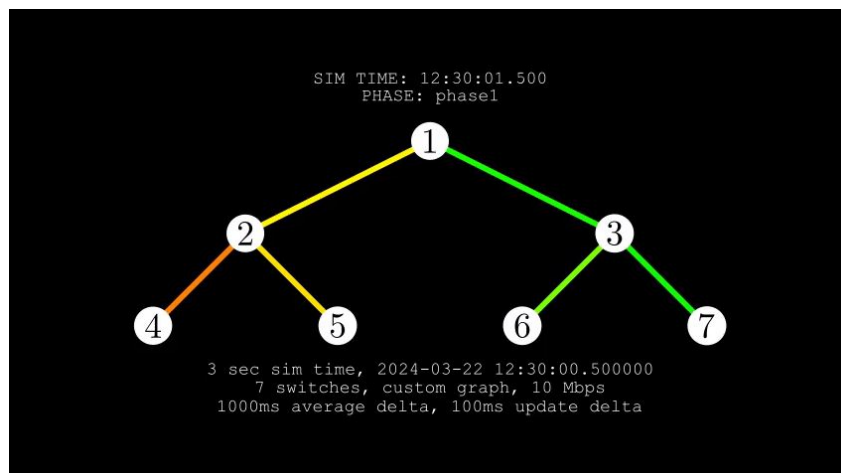 SIM TIME: 12:30:01.500
PHASE: phase1
1
2
3
4
5
6
7
3 sec sim time, 2024-03-22 12:30:00.500000
7 switches, custom graph, 10 Mbps
1000ms average delta, 100ms update delta